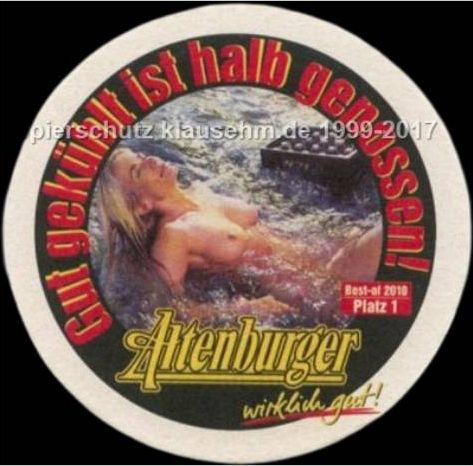 Gut gekühlt ist halb genossen!
pierschutz klausehm.de 1999-2017
Best-of 2010
Platz 1
Altenburger
wirklich gut!